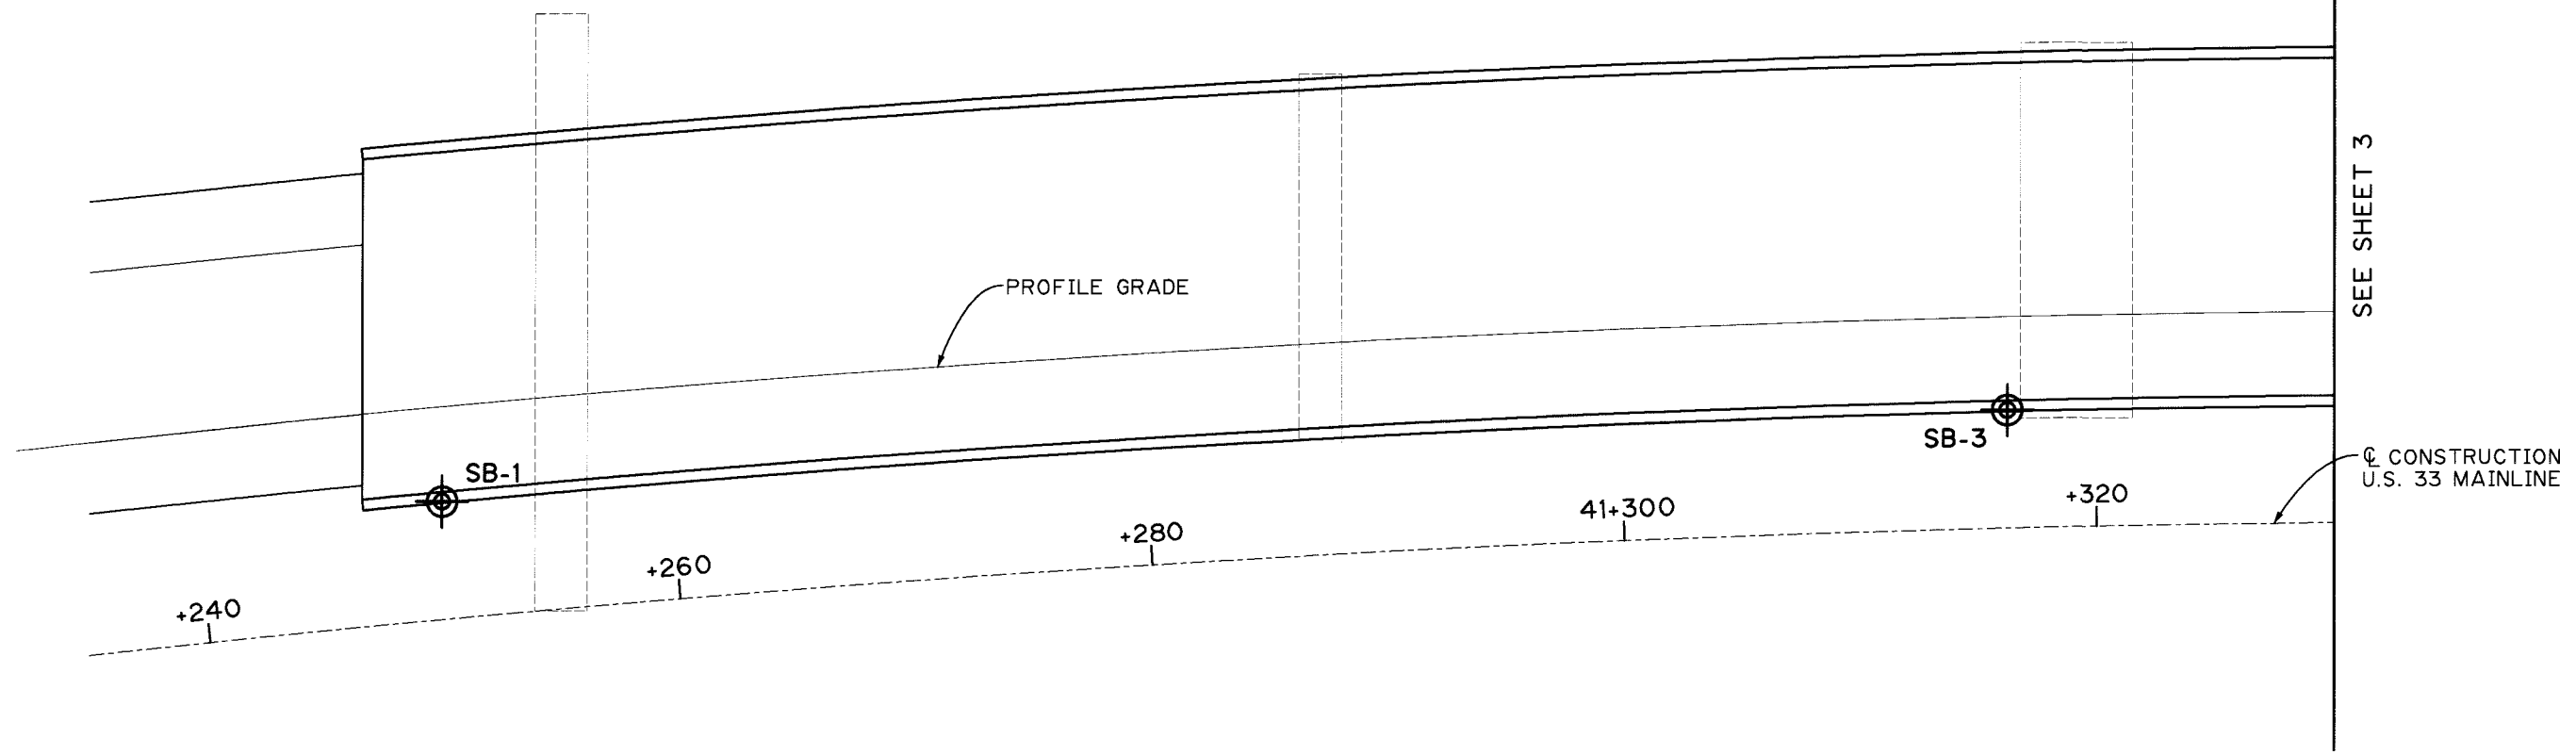 SEE SHEET 3
PROFILE GRADE
SB-1
SB-3
℄ CONSTRUCTION
U.S. 33 MAINLINE
+240
+260
+280
41+300
+320